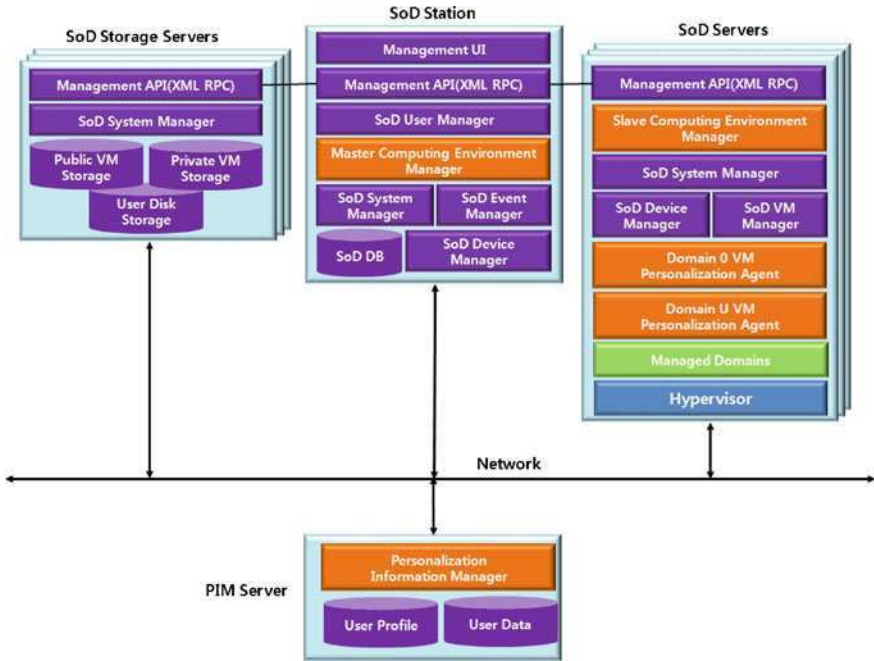 SoD Storage Servers
Management API(XML RPC)
SoD System Manager
Public VM
Storage
Private VM
Storage
User Disk
Storage
SoD Station
Management UI
Management API(XML RPC)
SoD User Manager
Master Computing Environment
Manager
SoD System
Manager
SoD Event
Manager
SoD DB
SoD Device
Manager
SoD Servers
Management API(XML RPC)
Slave Computing Environment
Manager
SoD System Manager
SoD Device
Manager
SoD VM
Manager
Domain 0 VM
Personalization Agent
Domain U VM
Personalization Agent
Managed Domains
Hypervisor
Network
PIM Server
Personalization
Information Manager
User Profile
User Data